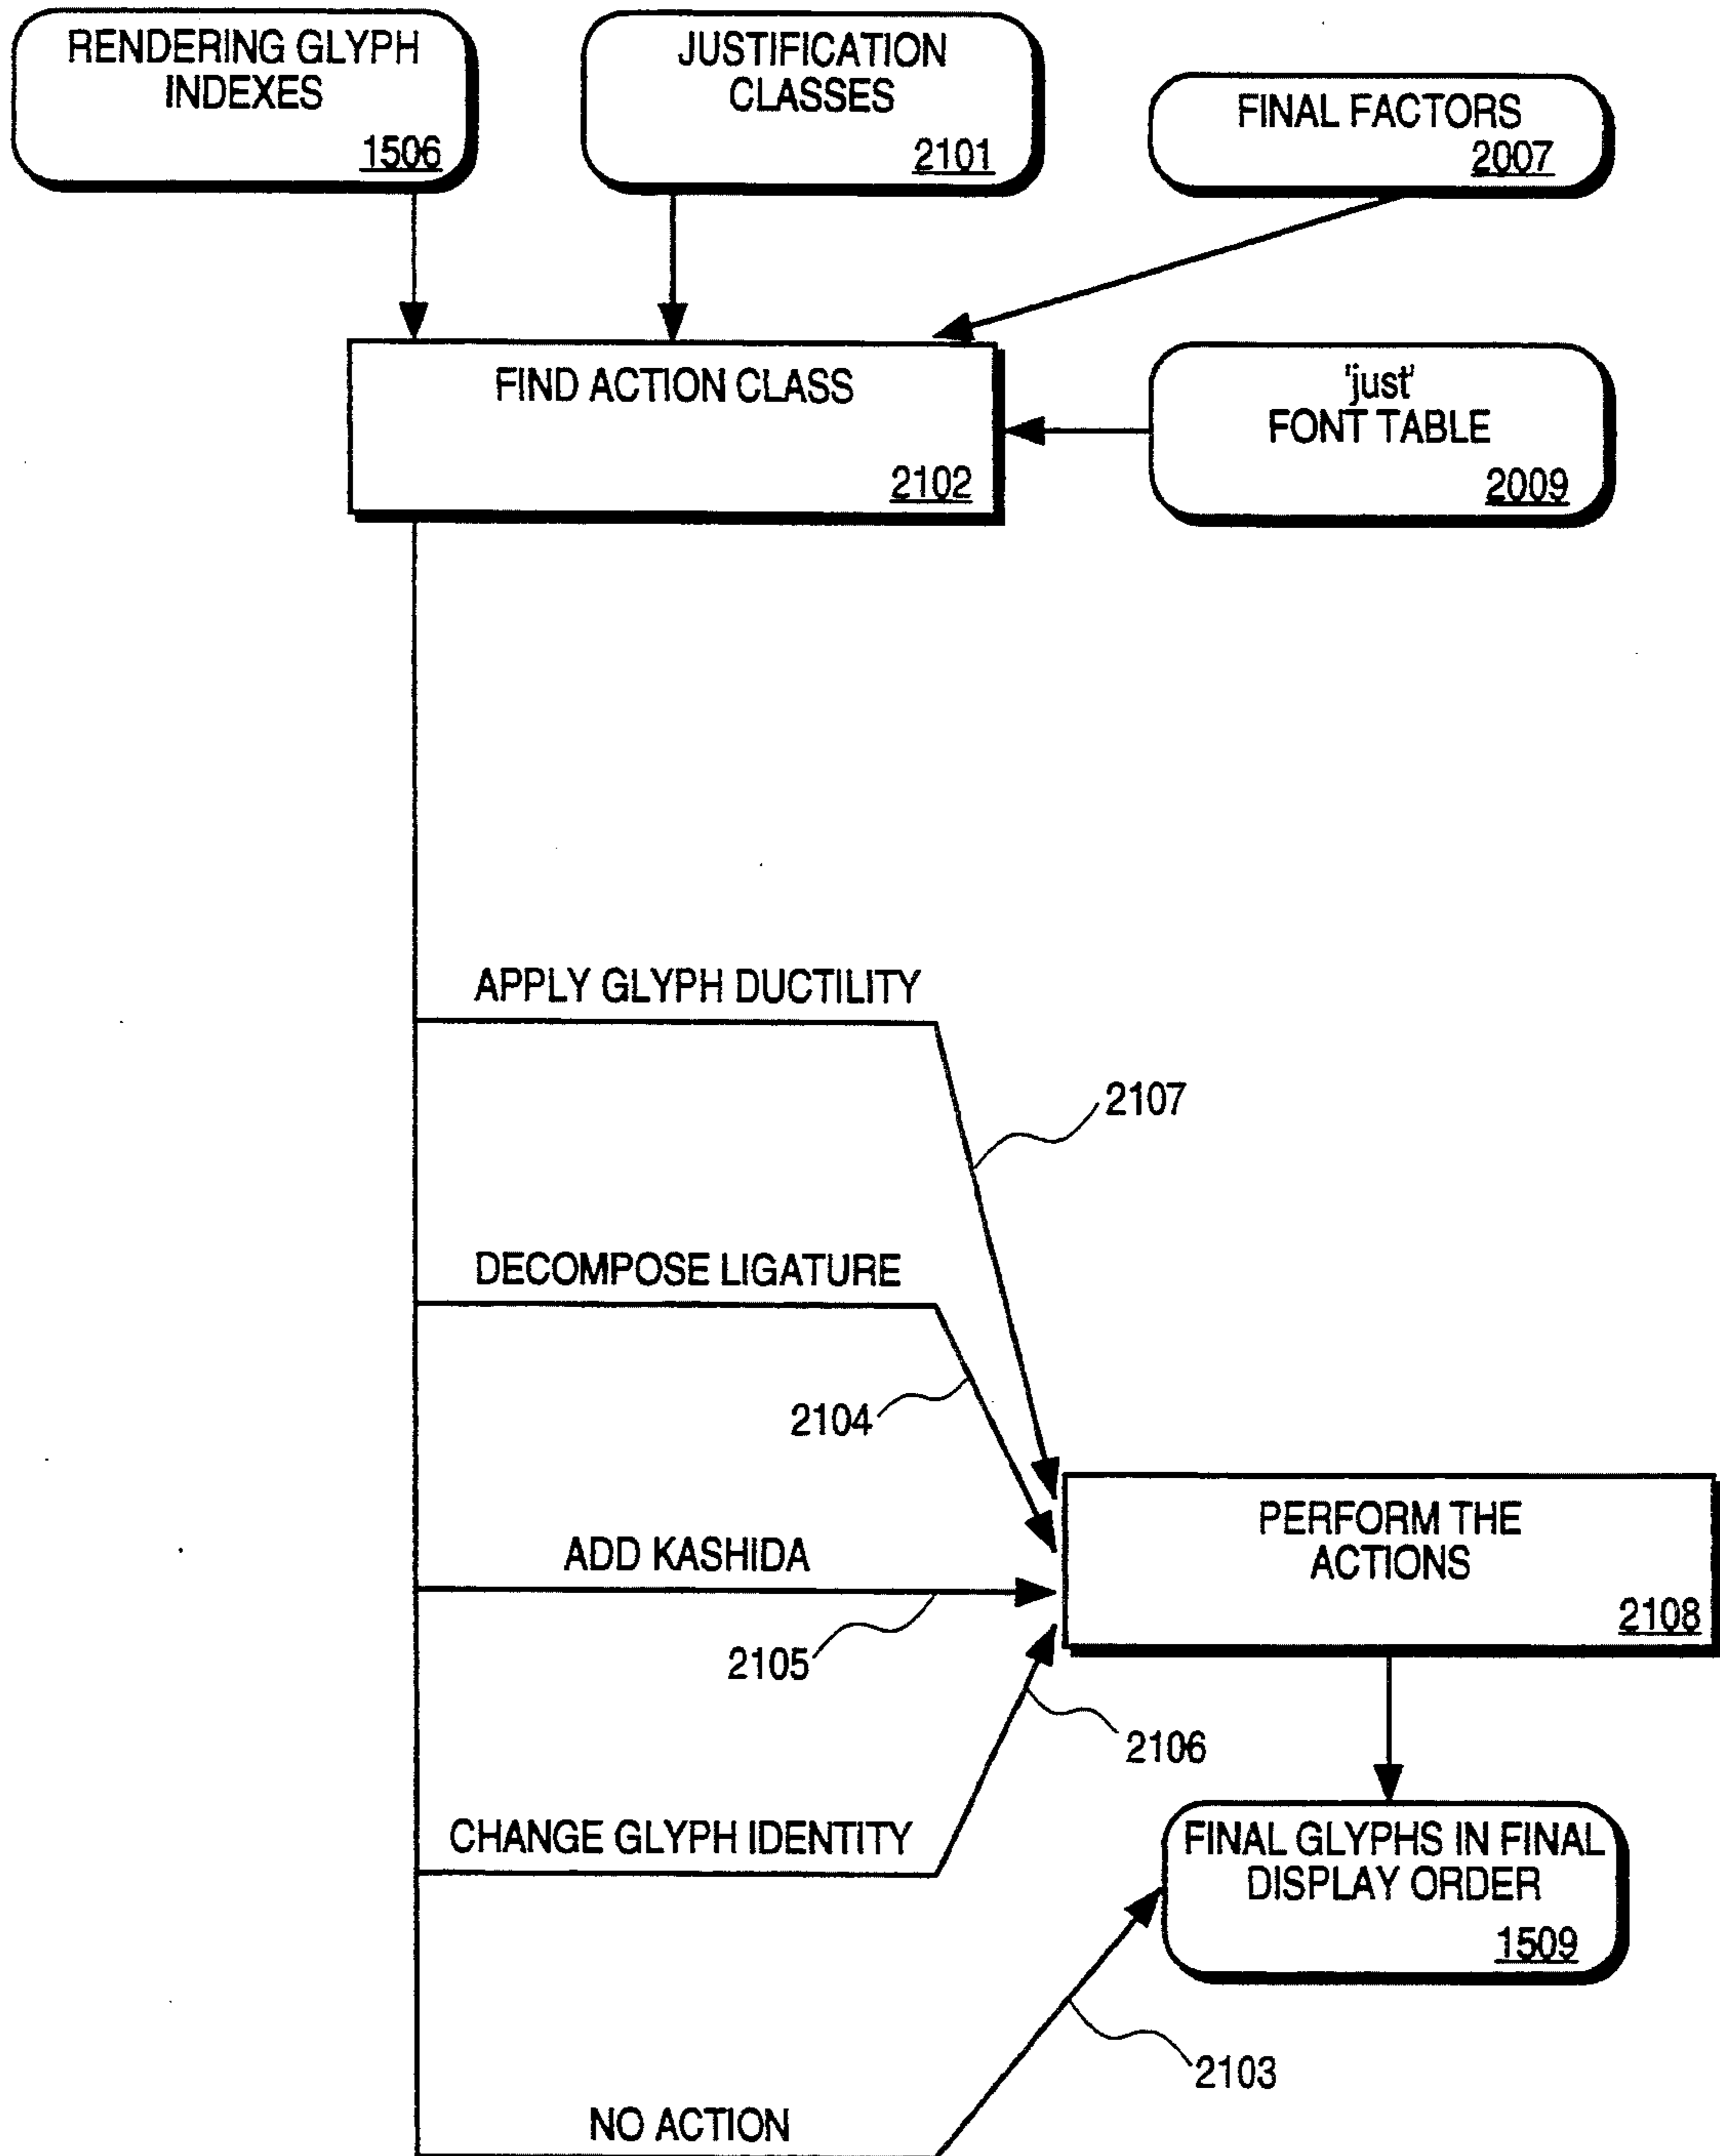 RENDERING GLYPH
INDEXES
1506
JUSTIFICATION
CLASSES
2101
FINAL FACTORS
2007
FIND ACTION CLASS
2102
'just'
FONT TABLE
2009
APPLY GLYPH DUCTILITY
2107
DECOMPOSE LIGATURE
2104
ADD KASHIDA
2105
PERFORM THE
ACTIONS
2108
2106
CHANGE GLYPH IDENTITY
FINAL GLYPHS IN FINAL
DISPLAY ORDER
1509
2103
NO ACTION